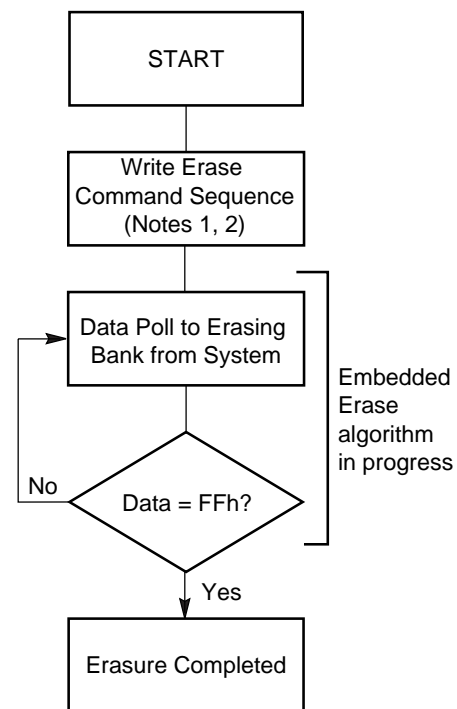 START
Write Erase
Command Sequence
(Notes 1, 2)
Data Poll to Erasing
Bank from System
Embedded
Erase
algorithm
in progress
No
Data = FFh?
Yes
Erasure Completed